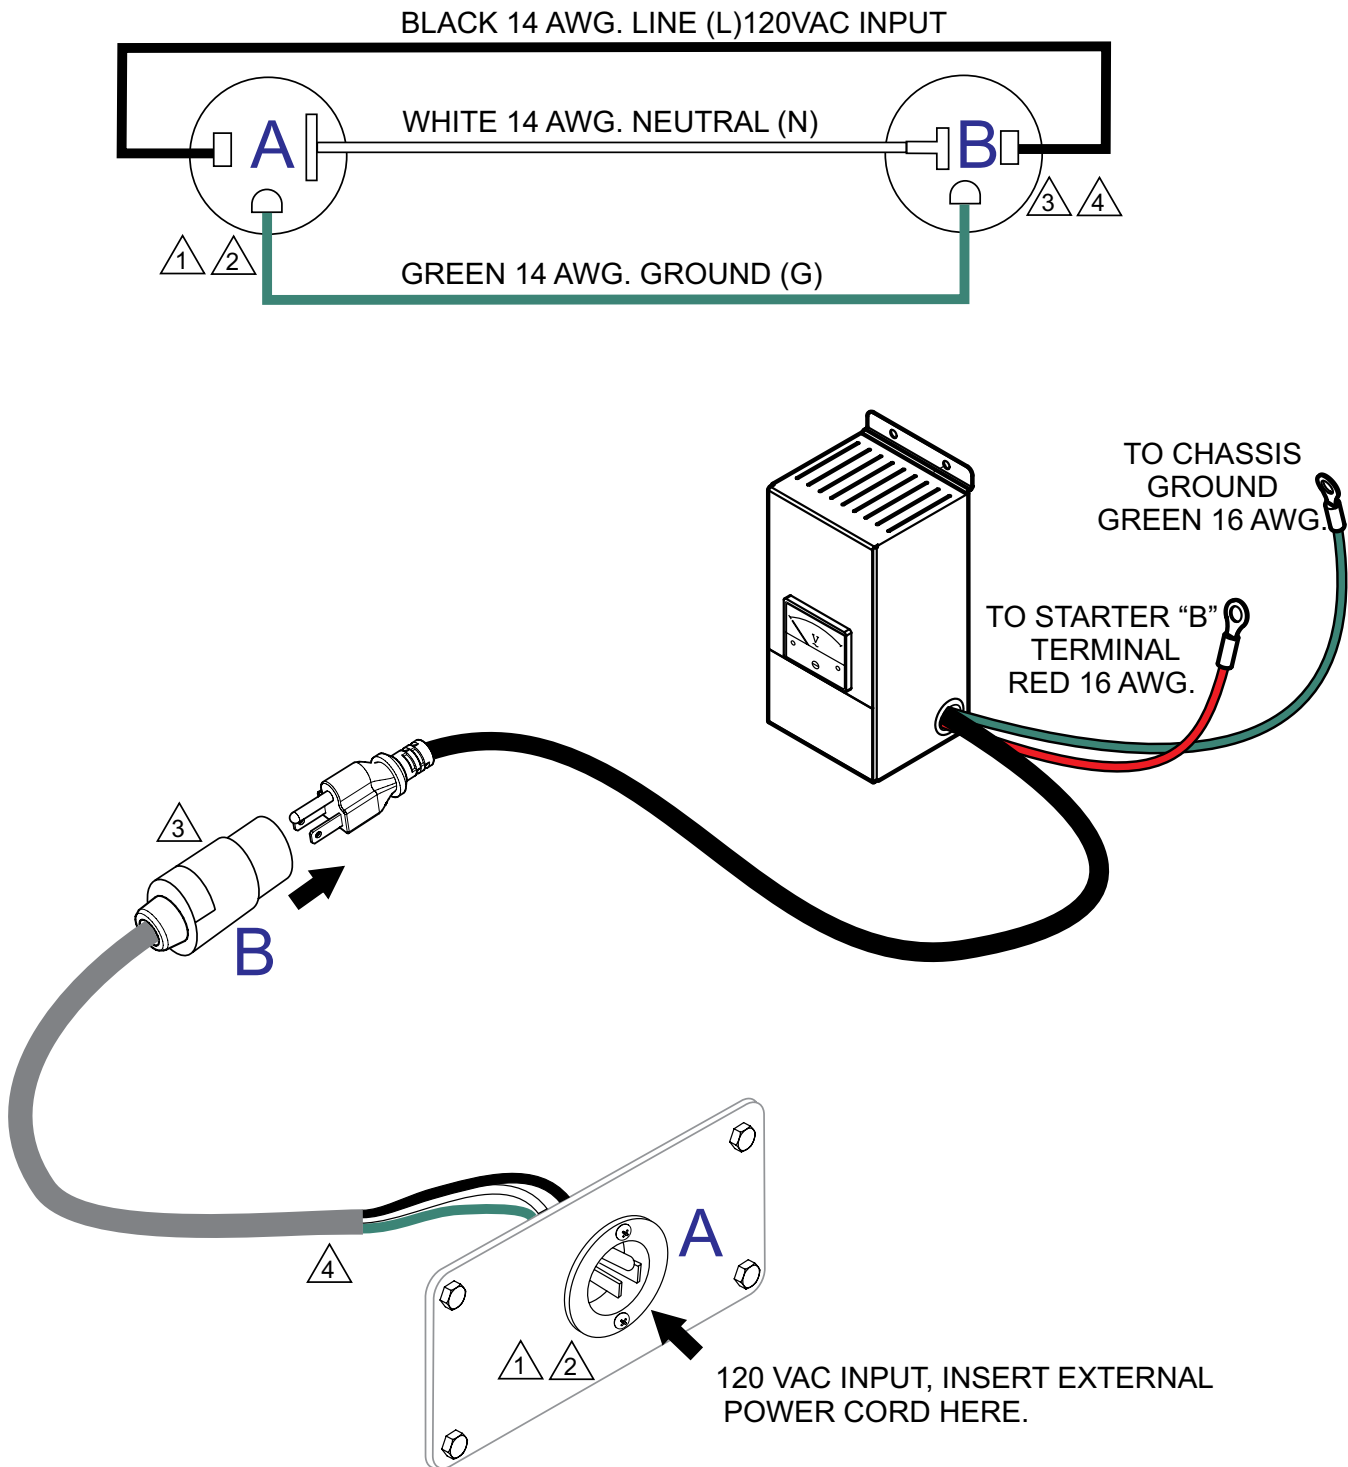 BLACK 14 AWG. LINE (L)120VAC INPUT
A
WHITE 14 AWG. NEUTRAL (N)
B
3 4
1 2
GREEN 14 AWG. GROUND (G)
TO CHASSIS
GROUND
GREEN 16 AWG.
TO STARTER “B”
TERMINAL
RED 16 AWG.
V
3
B
A
4
1 2
120 VAC INPUT, INSERT EXTERNAL
POWER CORD HERE.